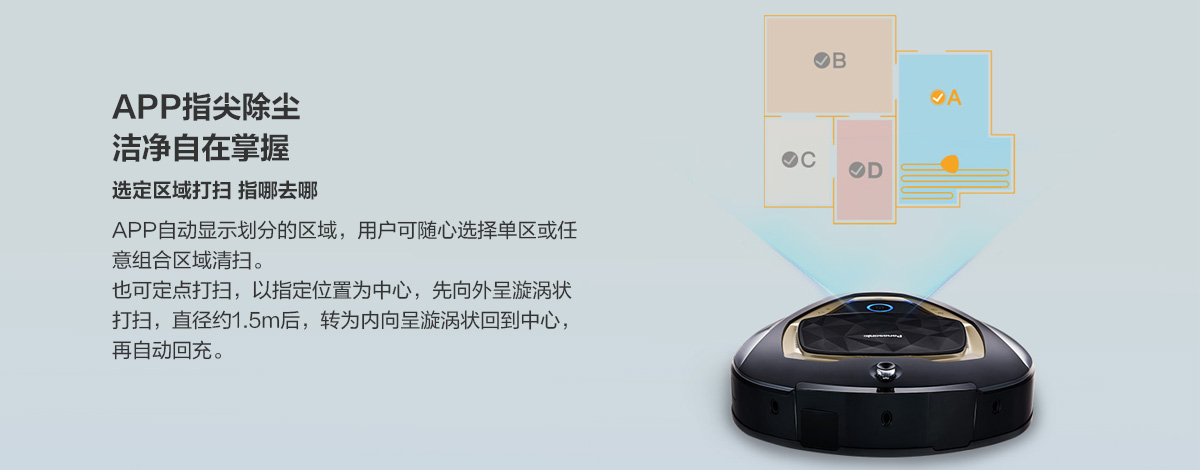 APP指尖除尘
洁净自在掌握
选定区域打扫 指哪去哪
APP自动显示划分的区域，用户可随心选择单区或任
意组合区域清扫。
也可定点打扫，以指定位置为中心，先向外呈漩涡状
打扫，直径约1.5m后，转为内向呈漩涡状回到中心，
再自动回充。
B
A
C
D
Panasonic